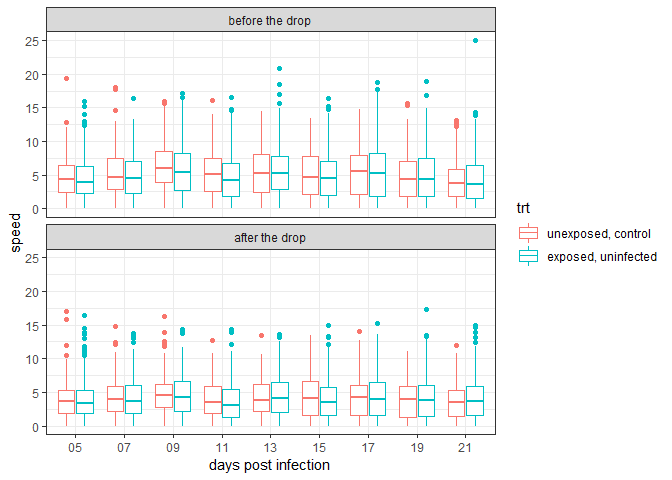 before the drop
25
20
15
10
5
0
speed
after the drop
25
20
15
10
5
0
05 07 09 11 13 15 17 19 21
days post infection
trt
unexposed, control
exposed, uninfected